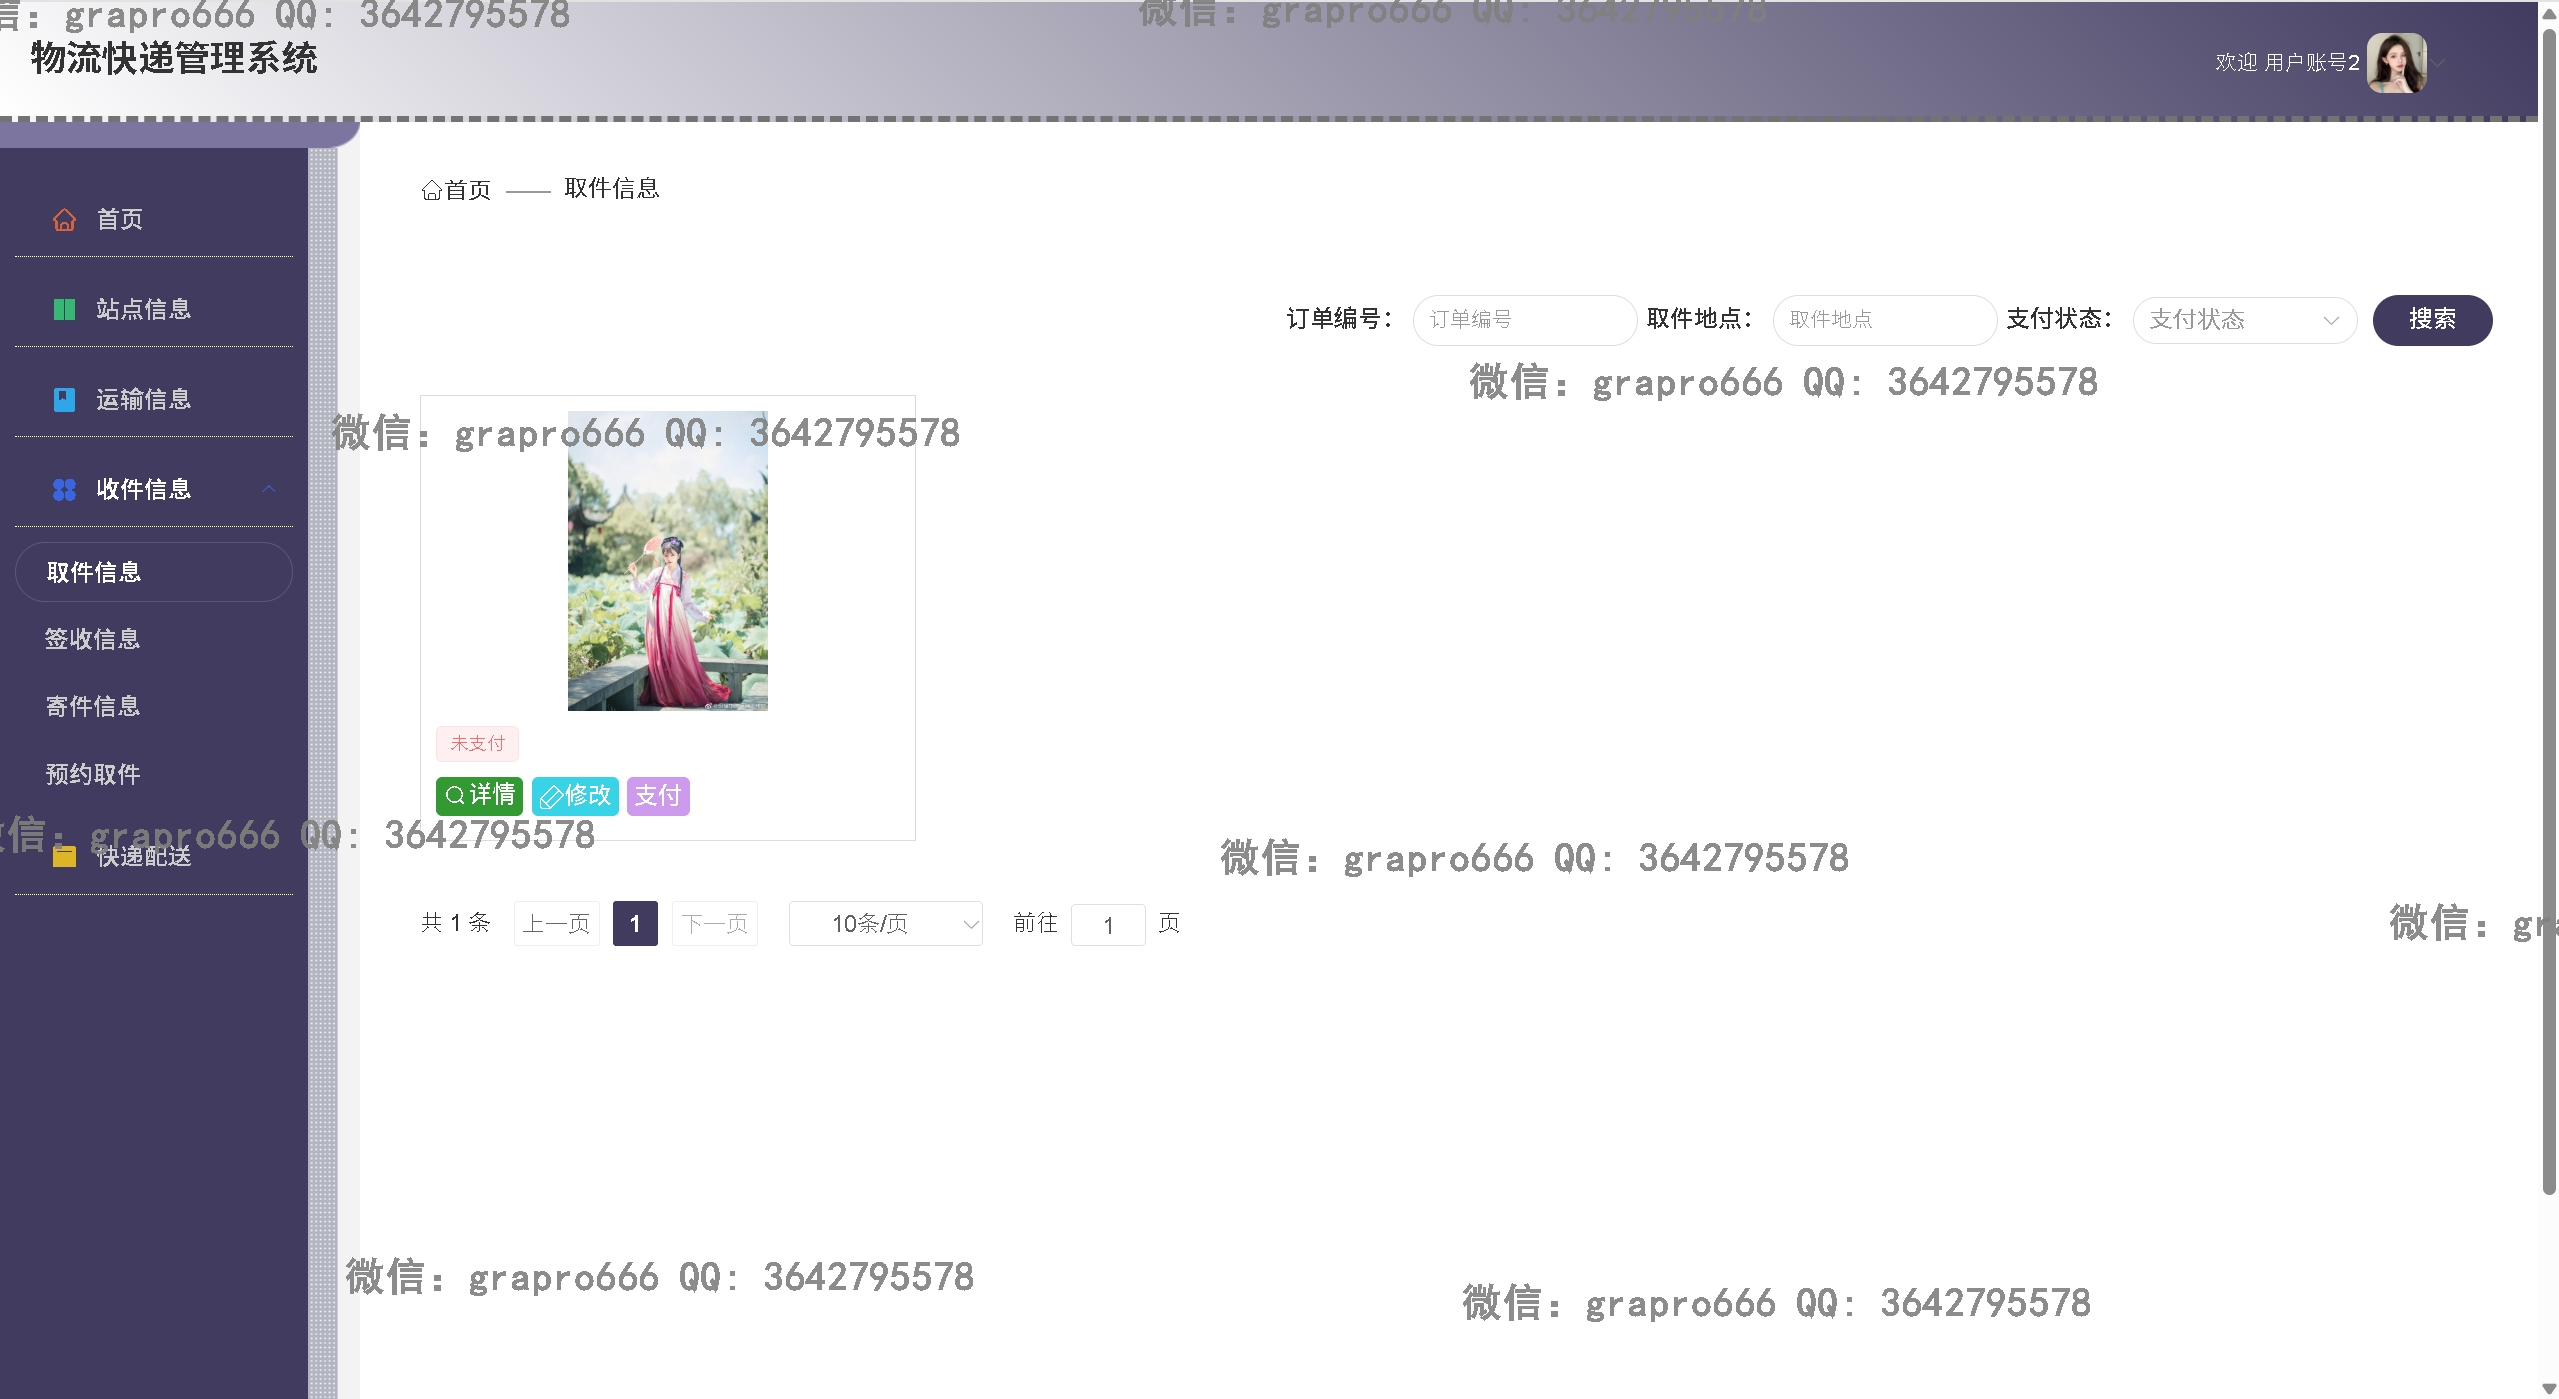 信：grapro666 QQ: 3642795578
微信：grapro666 QQ: 3642795578
物流快递管理系统
欢迎 用户账号2
首页
取件信息
首页
站点信息
运输信息
收件信息
取件信息
签收信息
寄件信息
预约取件
快递配送
订单编号： 订单编号 取件地点： 取件地点 支付状态： 支付状态 搜索
微信：grapro666 QQ: 3642795578
微信：grapro666 QQ: 3642795578
未支付
详情 修改 支付
微信：grapro666 QQ: 3642795578
微信：grapro666 QQ: 3642795578
微信：gra
共 1 条 上一页 1 下一页 10条/页 前往 1 页
微信：grapro666 QQ: 3642795578
微信：grapro666 QQ: 3642795578